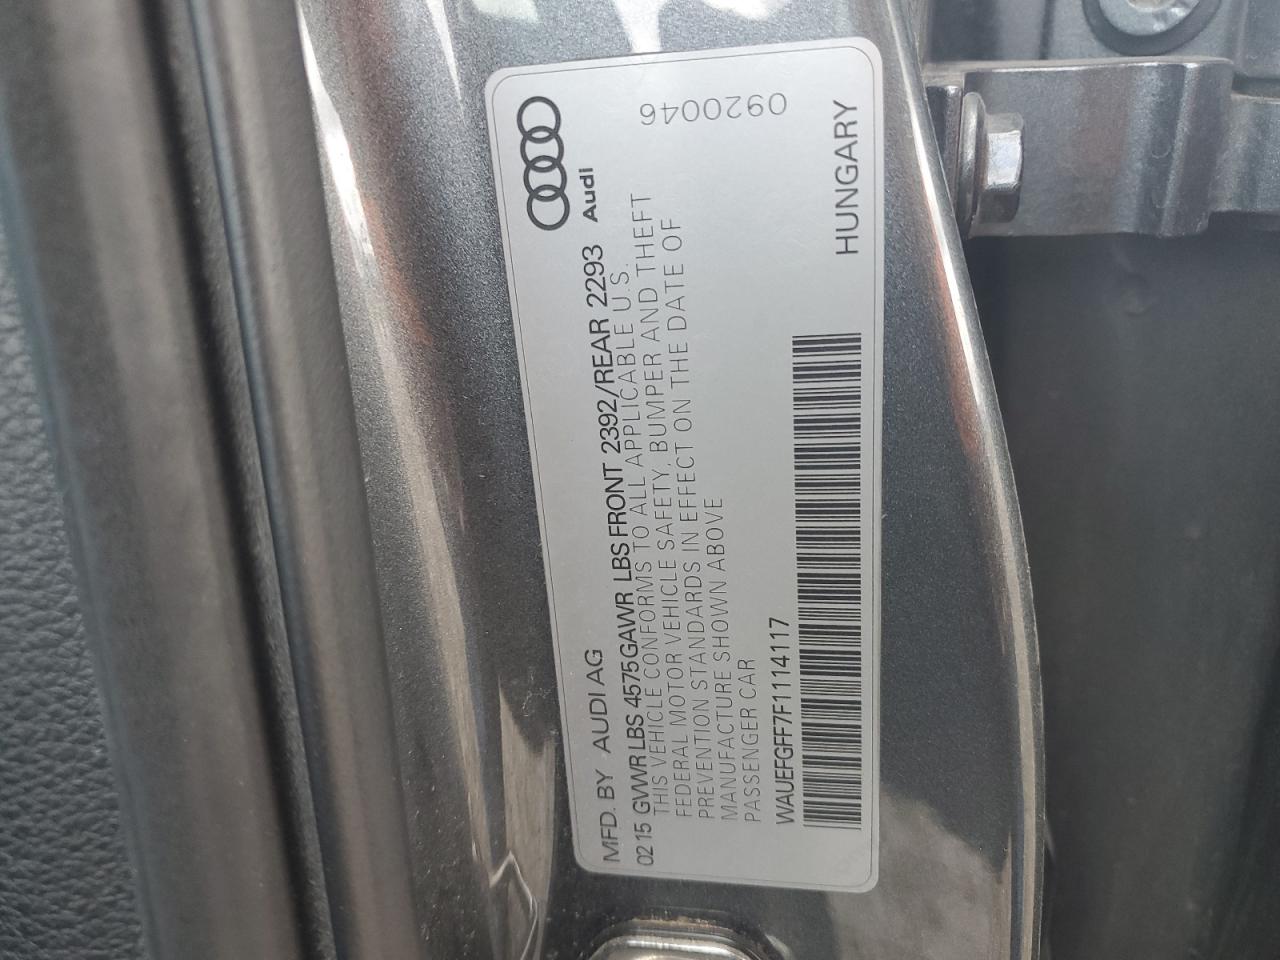 MFD. BY AUDI AG
Audi
02 15 GVWR LBS 4575 GAWR LBS FRONT 2392/REAR 2293
THIS VEHICLE CONFORMS TO ALL APPLICABLE U.S.
FEDERAL MOTOR VEHICLE SAFETY, BUMPER AND THEFT
PREVENTION STANDARDS IN EFFECT ON THE DATE OF
MANUFACTURE SHOWN ABOVE
PASSENGER CAR
WAUEFGFF7F1114117
HUNGARY
0920046